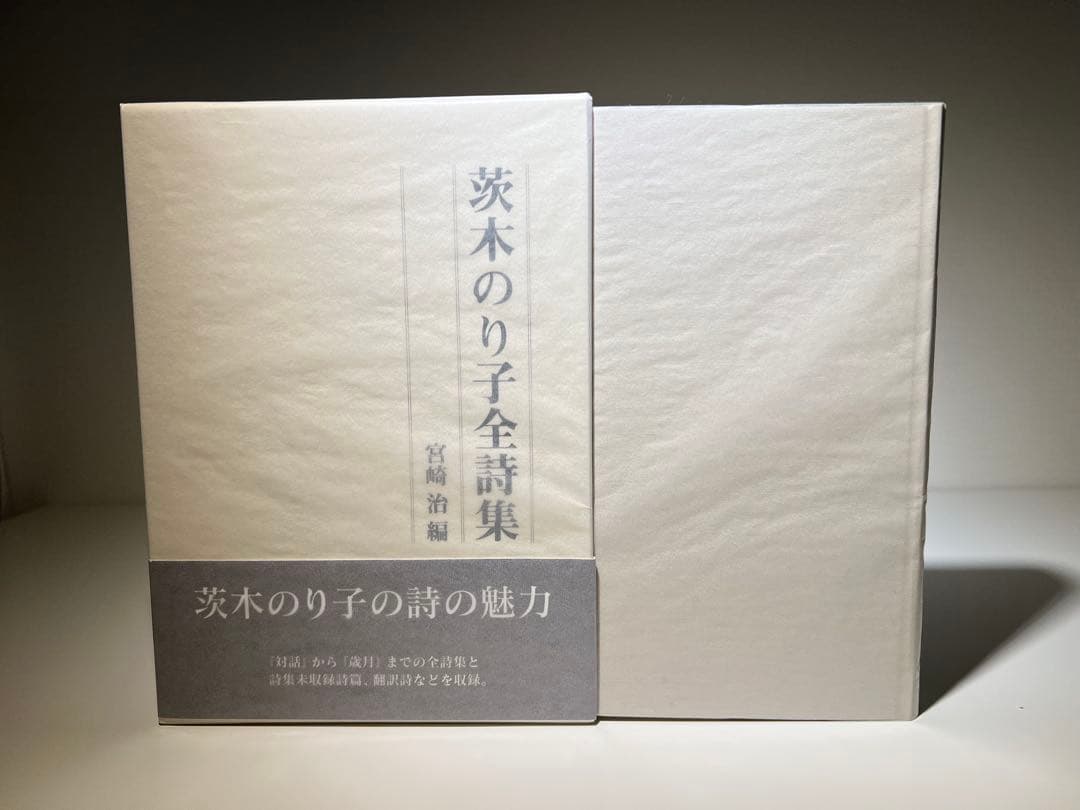 茨木のり子全詩集
宮崎 治 編
茨木のり子の詩の魅力
『対話』から『歳月』までの全詩集と
詩集未収録詩篇、翻訳詩などを収録。